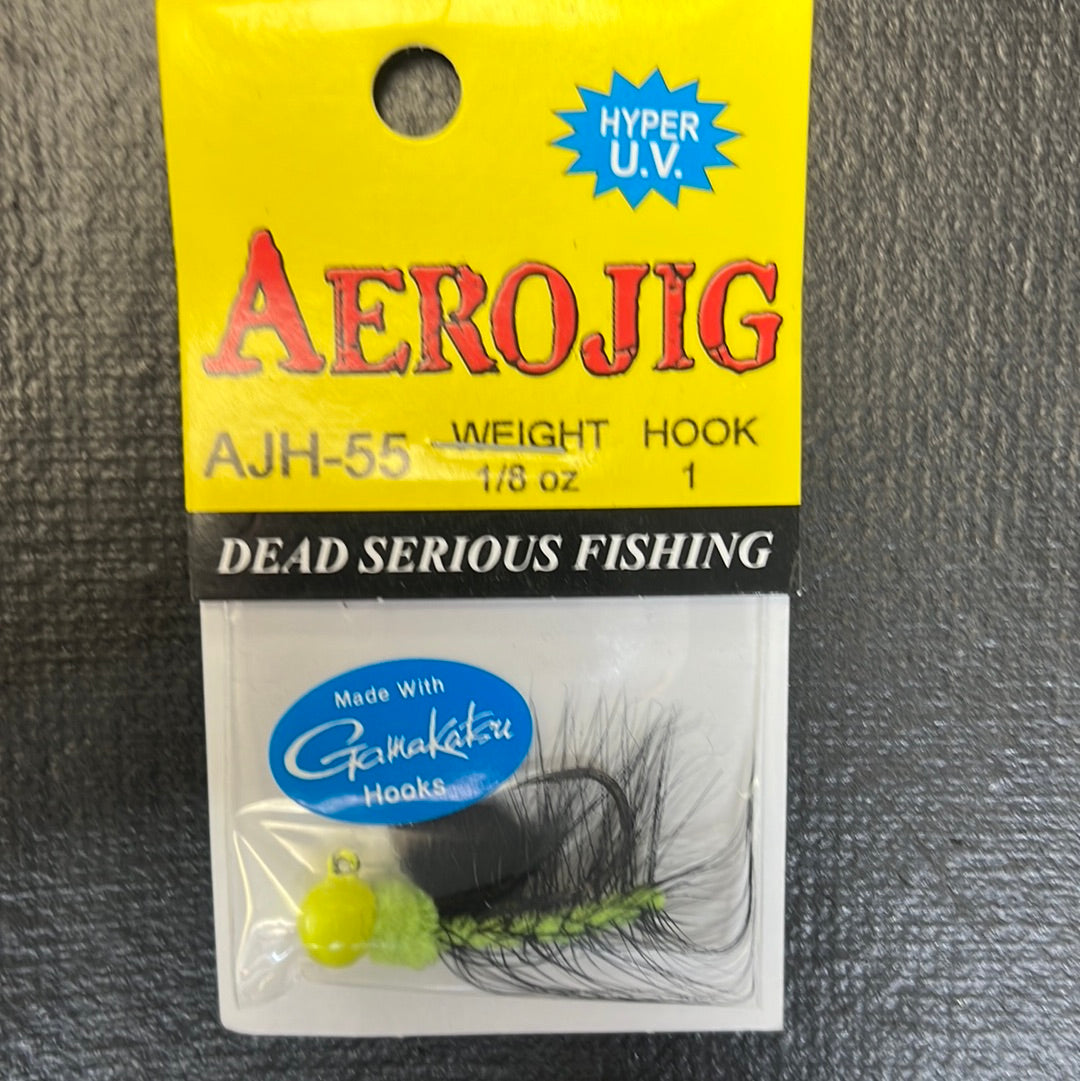 HYPER
U.V.
AEROJIG
AJH-55 WEIGHT HOOK
1/8 oz 1
DEAD SERIOUS FISHING
Made With
Gamakatsu
Hooks